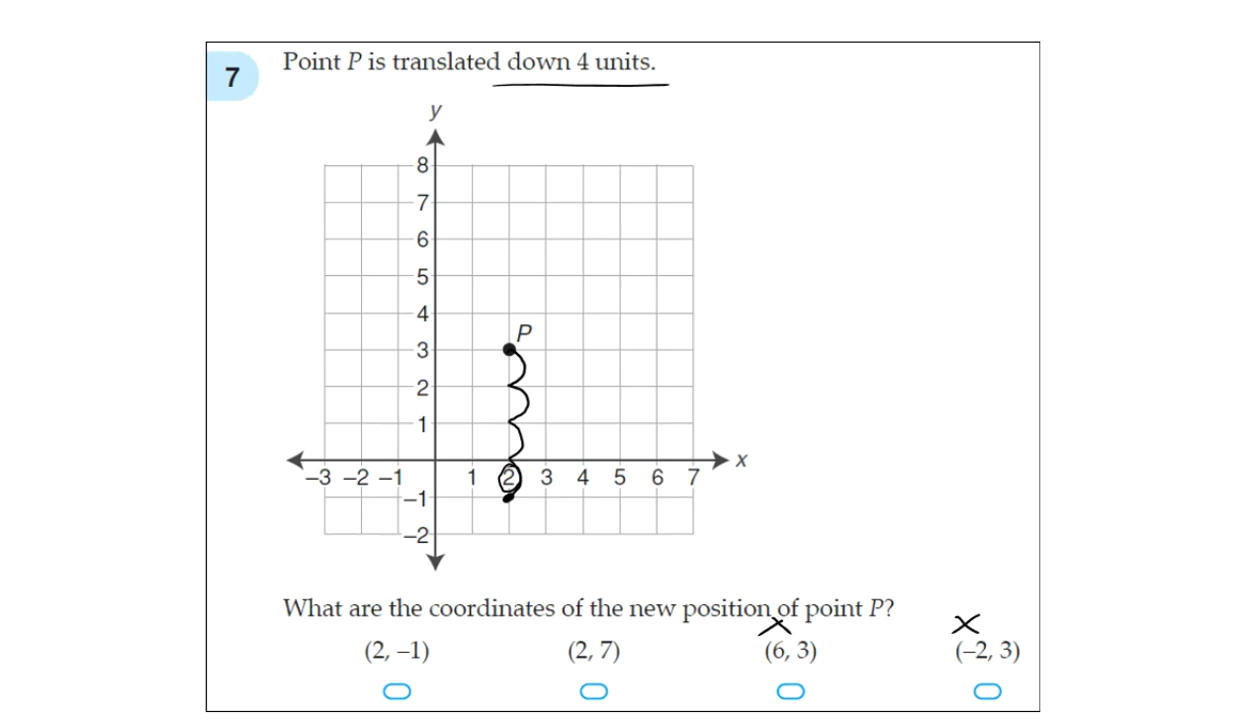 7
Point P is translated down 4 units.
y
8
7
6
5
4
P
3
2
1
x
–3 –2 –1 1 2 3 4 5 6 7
–1
–2
What are the coordinates of the new position of point P?
(2, –1) (2, 7) (6, 3) (–2, 3)